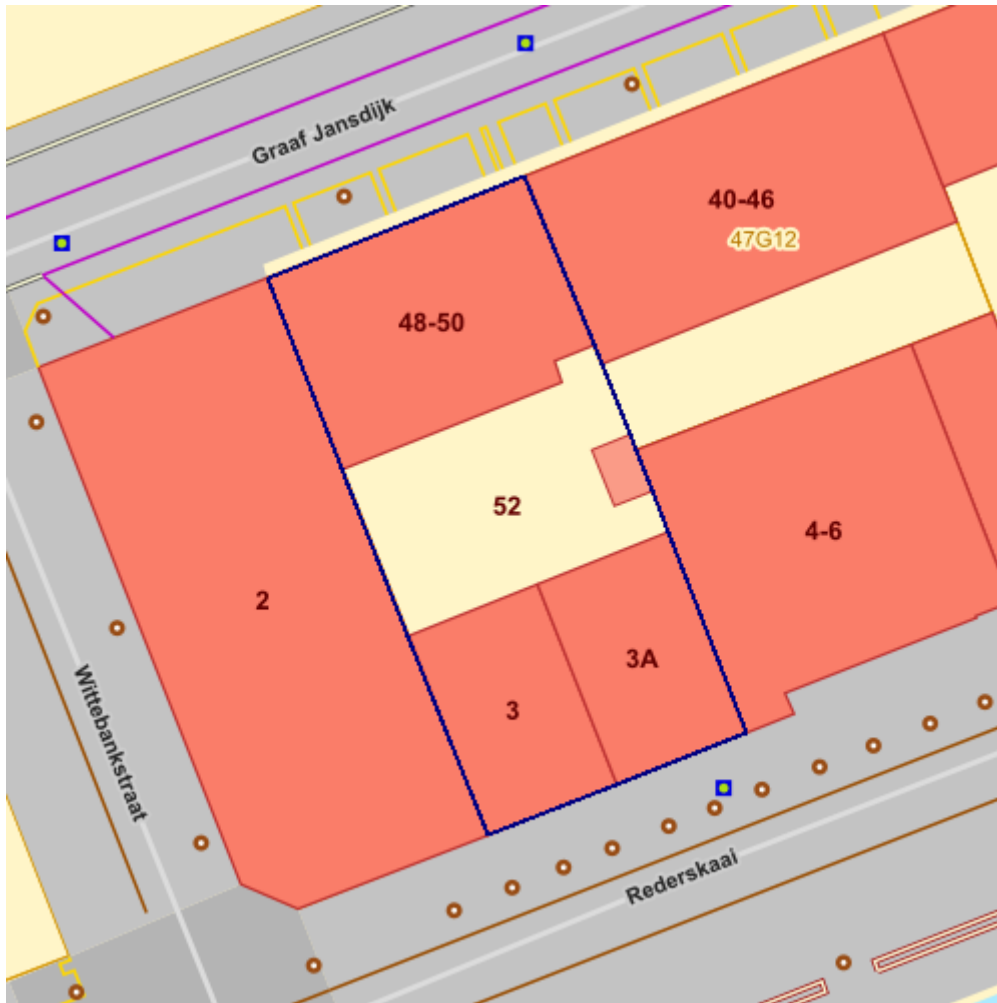 Graaf Jansdijk
40-46
47G12
48-50
52
4-6
2
3A
3
Wittebankstraat
Rederskaai